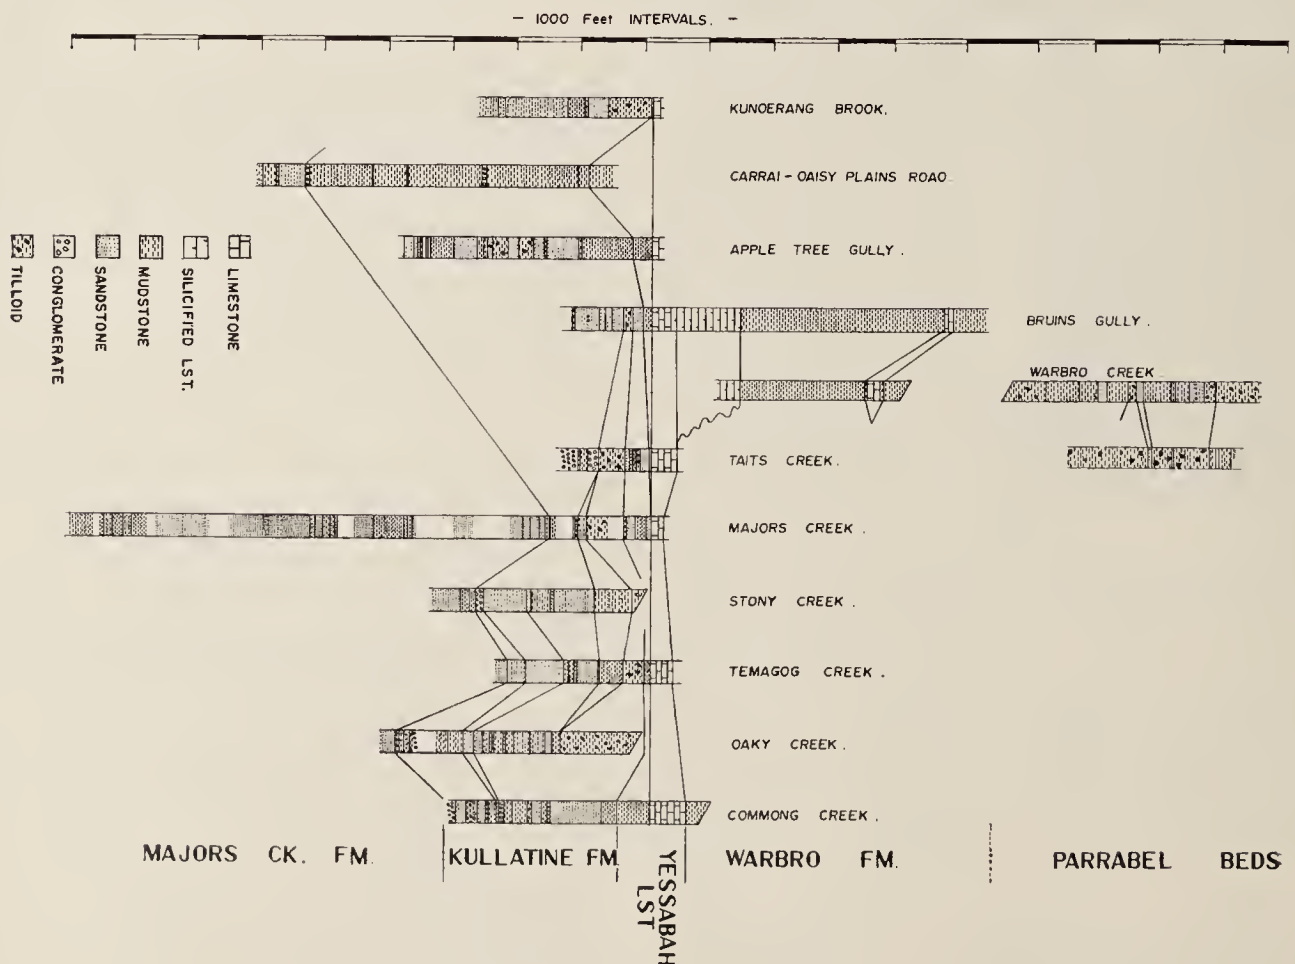 — 1000 Feet INTERVALS. —
KUNOERANG BROOK.
CARRAI-OAISY PLAINS ROAO
APPLE TREE GULLY.
BRUINS GULLY.
WARBRO CREEK.
TAITS CREEK.
MAJORS CREEK.
STONY CREEK.
TEMAGOG CREEK.
OAKY CREEK.
COMMONG CREEK.
LIMESTONE
SILICIFIED LST.
MUDSTONE
SANDSTONE
CONGLOMERATE
TILLOID
MAJORS CK. FM.
KULLATINE FM
YESSABAH
LST
WARBRO FM.
PARRABEL BEDS